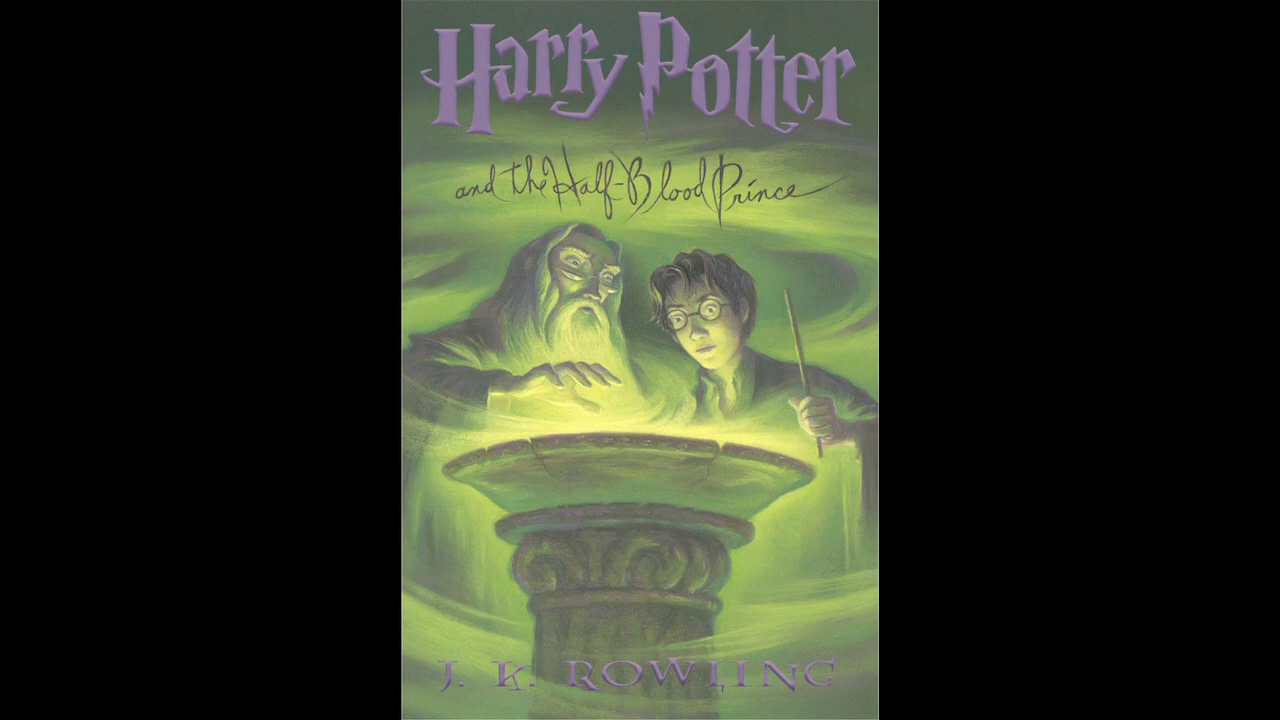 Harry Potter
and the Half-Blood Prince
J. K. ROWLING